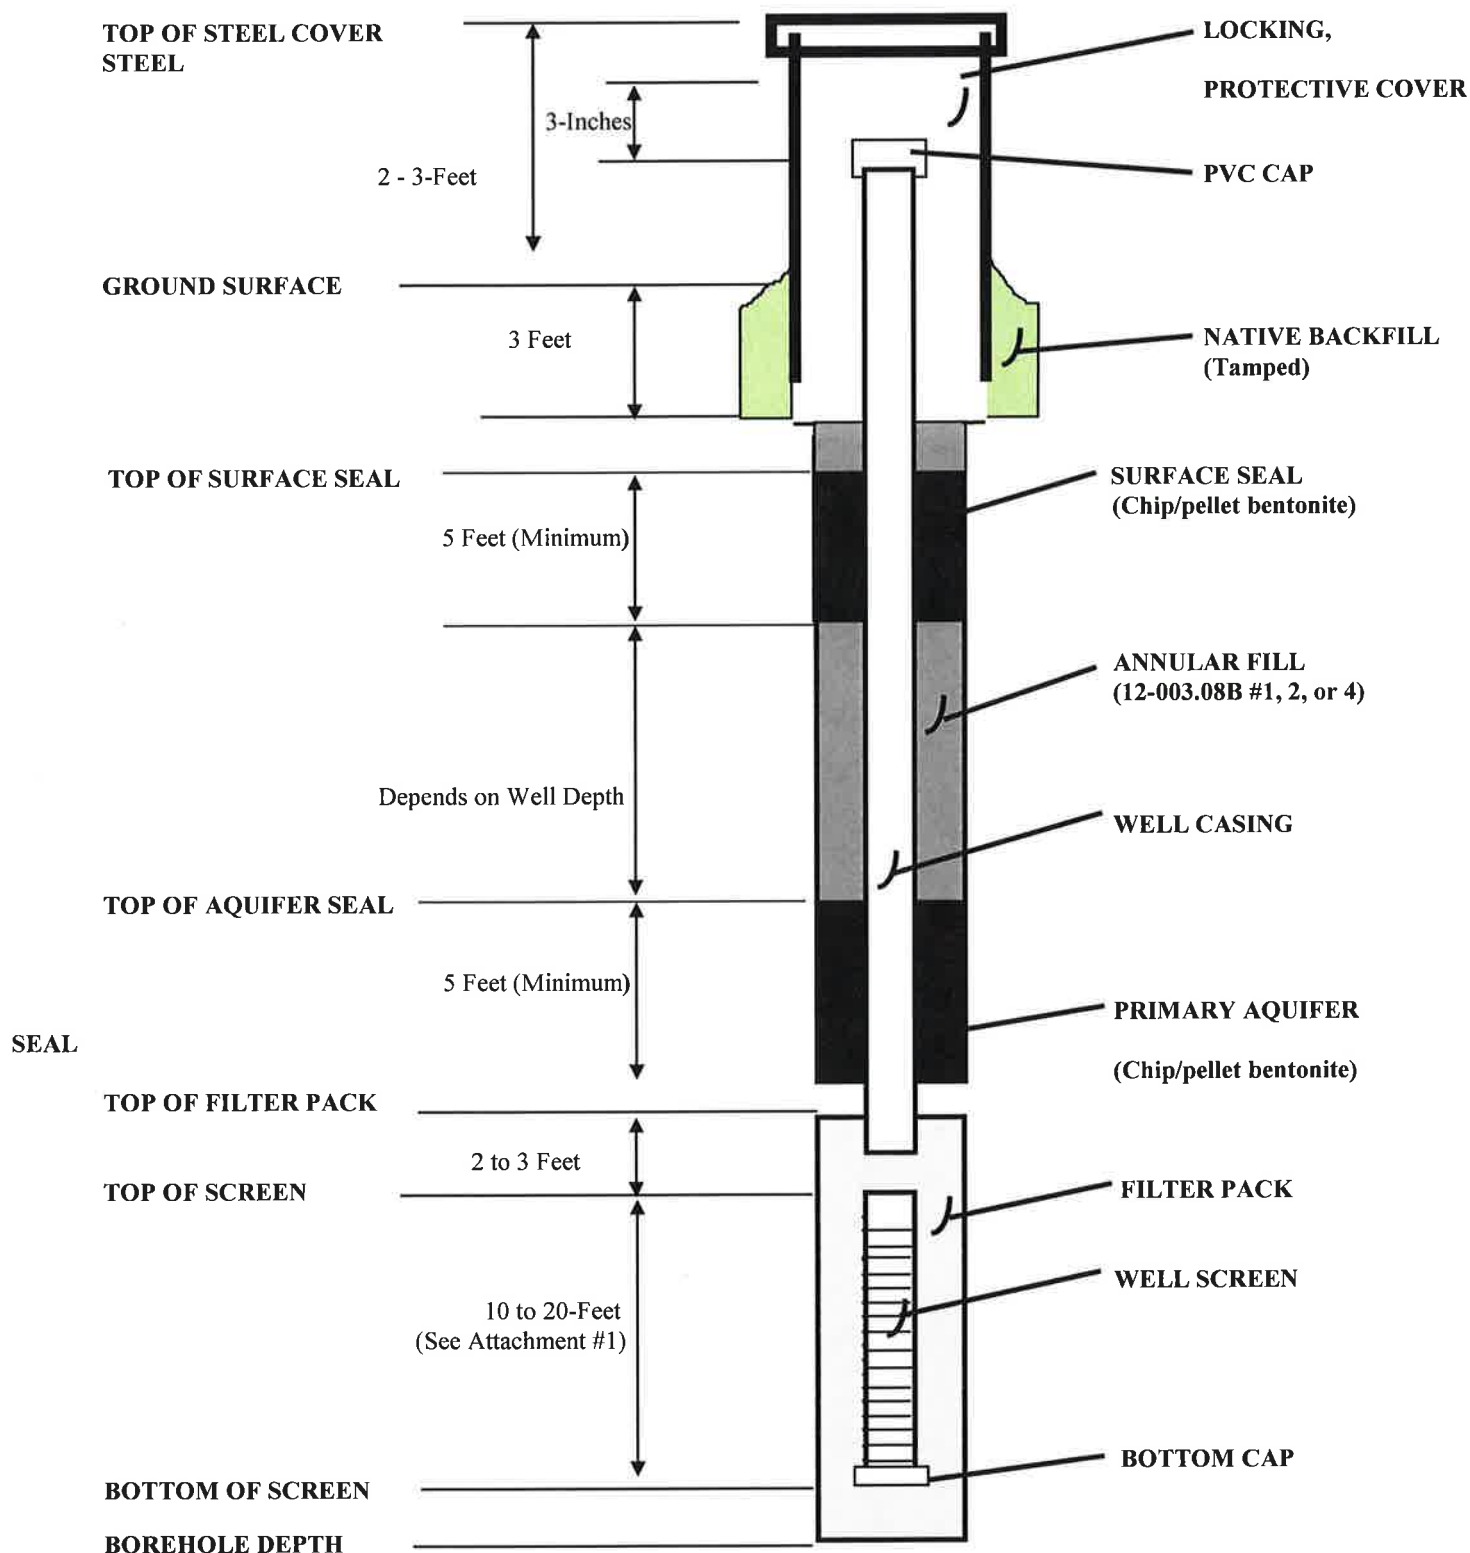 TOP OF STEEL COVER
STEEL
LOCKING,
PROTECTIVE COVER
3-Inches
2 - 3-Feet
PVC CAP
GROUND SURFACE
3 Feet
NATIVE BACKFILL
(Tamped)
TOP OF SURFACE SEAL
SURFACE SEAL
(Chip/pellet bentonite)
5 Feet (Minimum)
ANNULAR FILL
(12-003.08B #1, 2, or 4)
Depends on Well Depth
WELL CASING
TOP OF AQUIFER SEAL
5 Feet (Minimum)
PRIMARY AQUIFER
SEAL
(Chip/pellet bentonite)
TOP OF FILTER PACK
2 to 3 Feet
TOP OF SCREEN
FILTER PACK
WELL SCREEN
10 to 20-Feet
(See Attachment #1)
BOTTOM CAP
BOTTOM OF SCREEN
BOREHOLE DEPTH